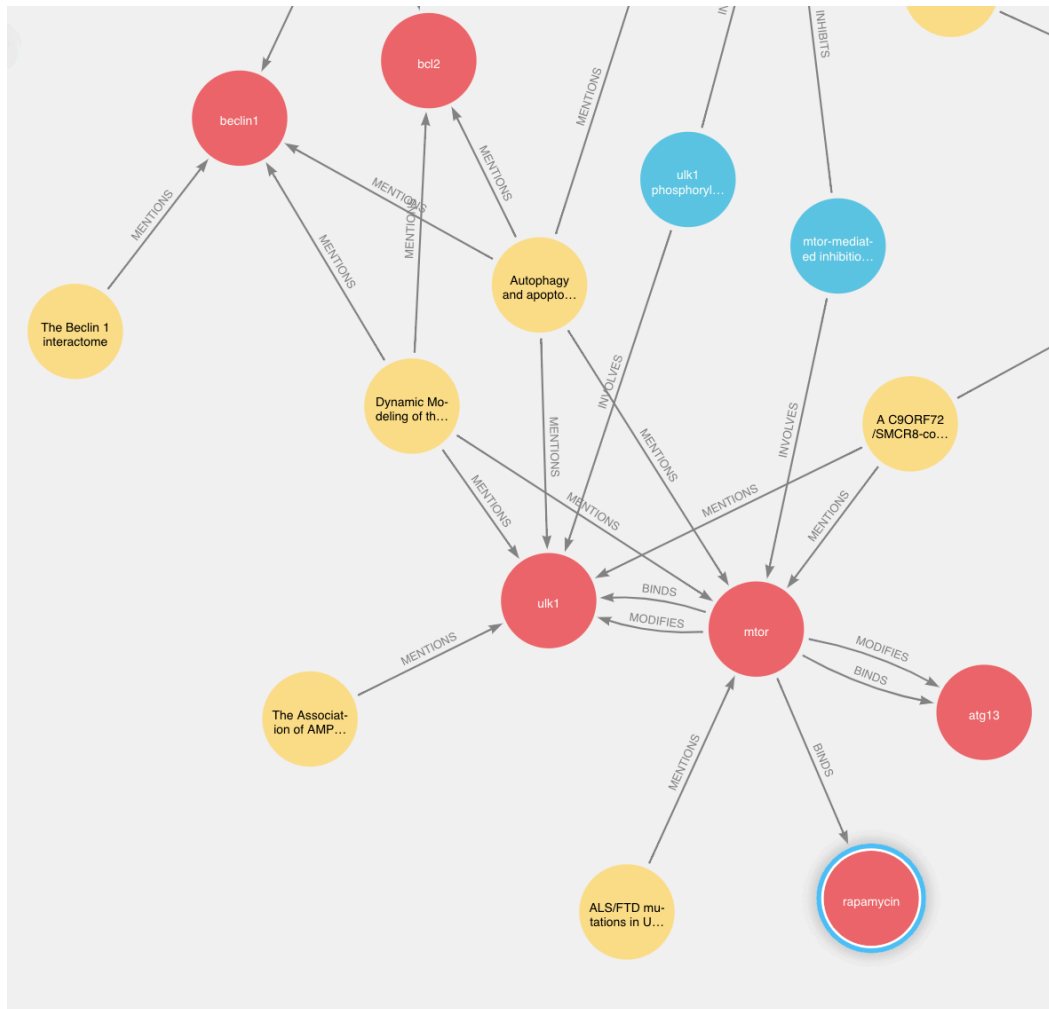 INHIBITS
bcl2
MENTIONS
beclin1
MENTIONS
ulk1
phosphoryl...
MENTIONS
MENTIONS
MENTIONS
mtor-mediat-
ed inhibitio...
MENTIONS
Autophagy
and apopto...
The Beclin 1
interactome
INVOLVES
Dynamic Mo-
deling of th...
INVOLVES
A C9ORF72
/SMCR8-co...
MENTIONS
MENTIONS
MENTIONS
MENTIONS
MENTIONS
MENTIONS
BINDS
ulk1
MODIFIES
mtor
MENTIONS
MODIFIES
BINDS
The Associat-
ion of AMP...
atg13
MENTIONS
BINDS
ALS/FTD mu-
tations in U...
rapamycin